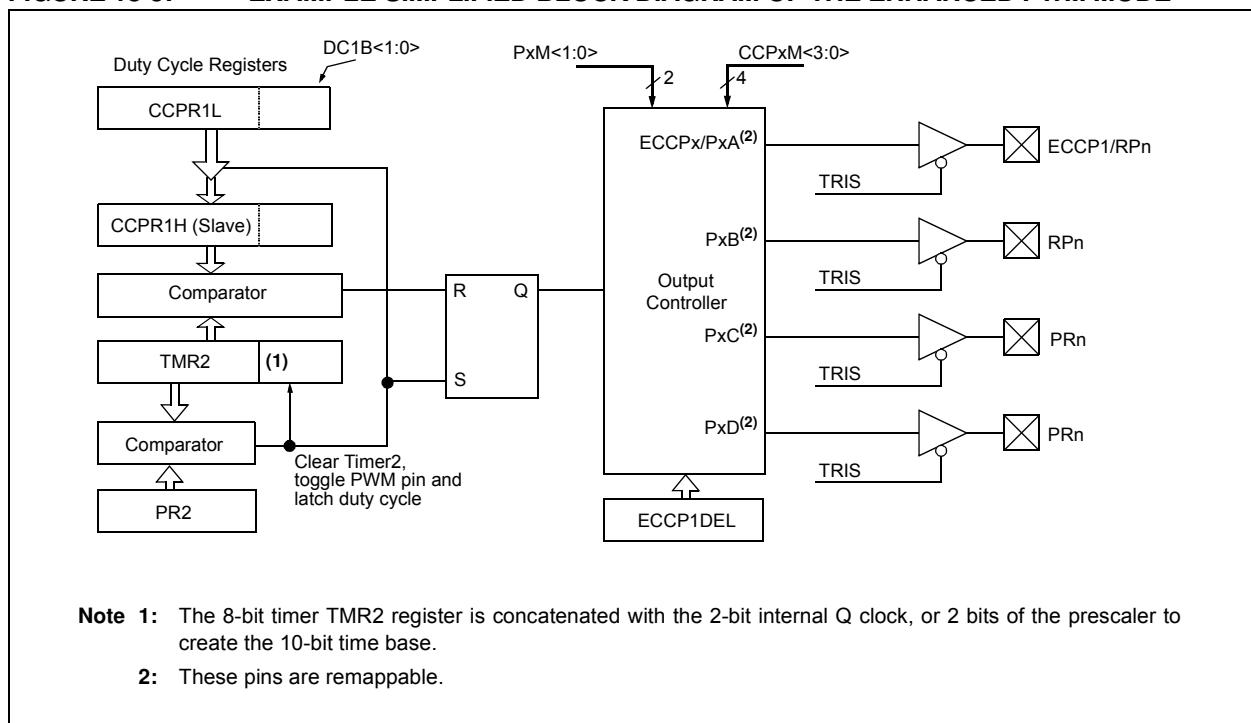 DC1B<1:0>
Duty Cycle Registers
CCPR1L
CCPR1H (Slave)
Comparator
TMR2
(1)
Comparator
PR2
Clear Timer2,
toggle PWM pin and
latch duty cycle
R
Q
S
PxM<1:0>
2
CCPxM<3:0>
4
ECCPx/PxA(2)
PxB(2)
Output
Controller
PxC(2)
PxD(2)
ECCP1DEL
TRIS
ECCP1/RPn
TRIS
RPn
TRIS
PRn
TRIS
PRn
Note 1: The 8-bit timer TMR2 register is concatenated with the 2-bit internal Q clock, or 2 bits of the prescaler to
create the 10-bit time base.
2: These pins are remappable.